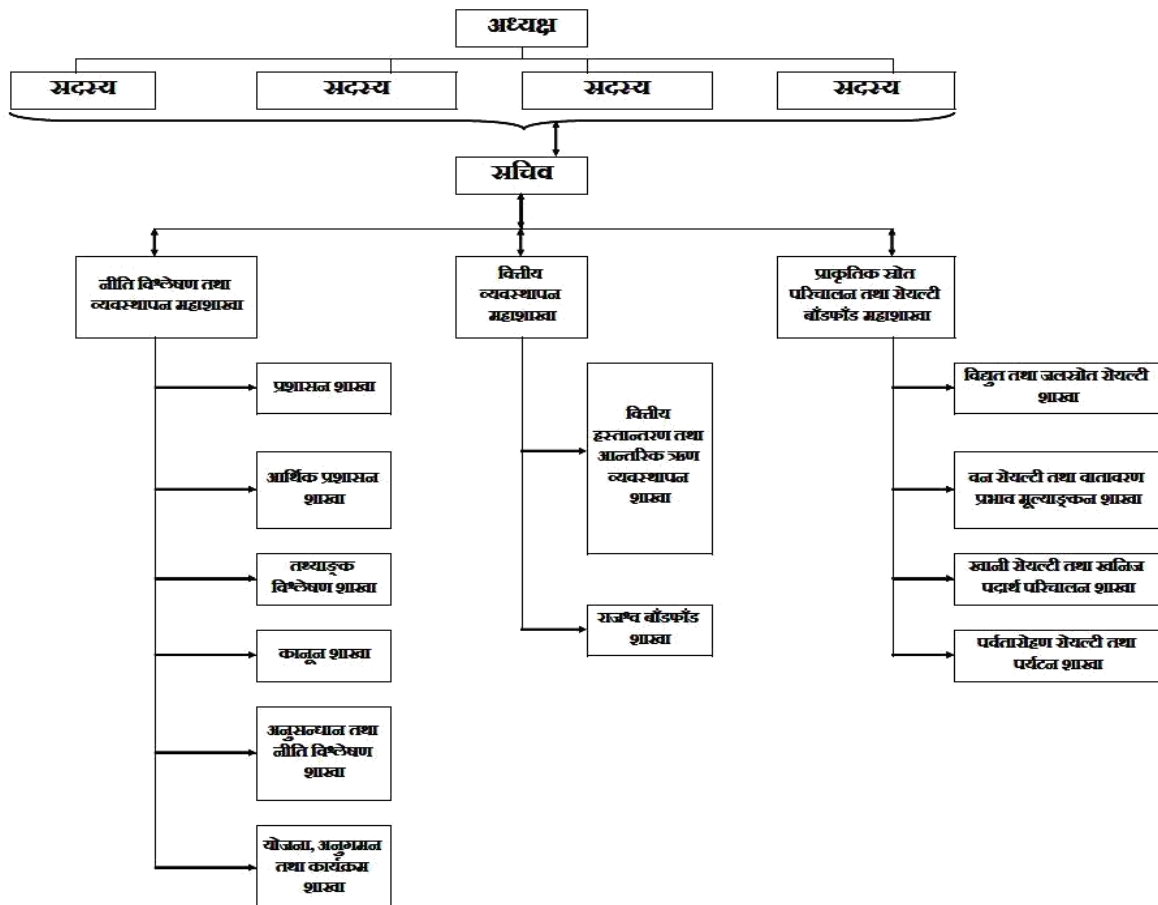 अध्यक्ष
सदस्य
सदस्य
सदस्य
सदस्य
सचिव
नीति विश्लेषण तथा
व्यवस्थापन महाशाखा
प्रशासन शाखा
आर्थिक प्रशासन
शाखा
तथ्याङ्क
विश्लेषण शाखा
कानून शाखा
अनुसन्धान तथा
नीति विश्लेषण
शाखा
योजना, अनुगमन
तथा कार्यक्रम
शाखा
वित्तीय
व्यवस्थापन
महाशाखा
वित्तीय
हस्तान्तरण तथा
आन्तरिक ऋण
व्यवस्थापन
शाखा
राजश्व बाँडफाँड
शाखा
प्राकृतिक स्रोत
परिचालन तथा रोयल्टी
बाँडफाँड महाशाखा
विद्युत तथा जलस्रोत रोयल्टी
शाखा
वन रोयल्टी तथा वातावरण
प्रभाव मूल्याङ्कन शाखा
खानी रोयल्टी तथा खनिज
पदार्थ परिचालन शाखा
पर्वतारोहण रोयल्टी तथा
पर्यटन शाखा